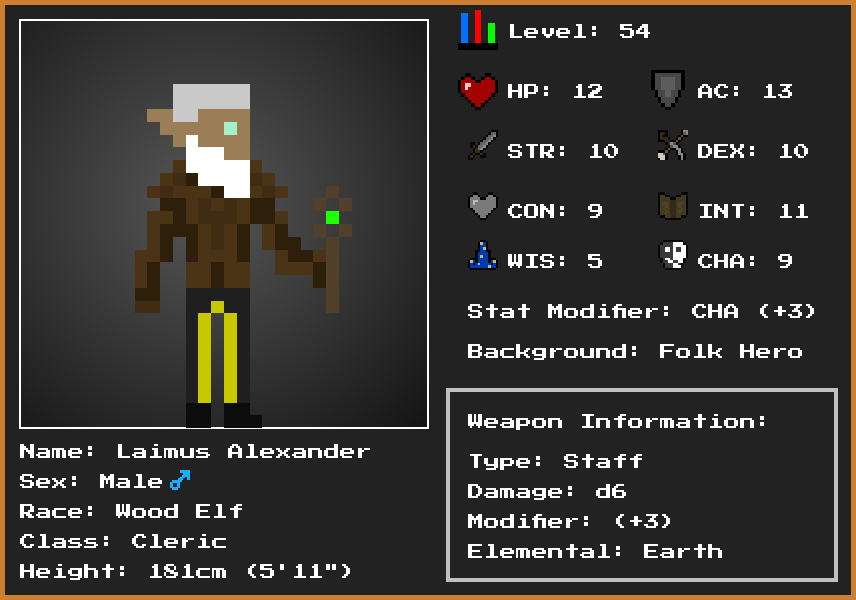 Level: 54
HP: 12
AC: 13
STR: 10
DEX: 10
CON: 9
INT: 11
WIS: 5
CHA: 9
Stat Modifier: CHA (+3)
Background: Folk Hero
Weapon Information:
Type: Staff
Damage: d6
Modifier: (+3)
Elemental: Earth
Name: Laimus Alexander
Sex: Male♂
Race: Wood Elf
Class: Cleric
Height: 181cm (5'11")